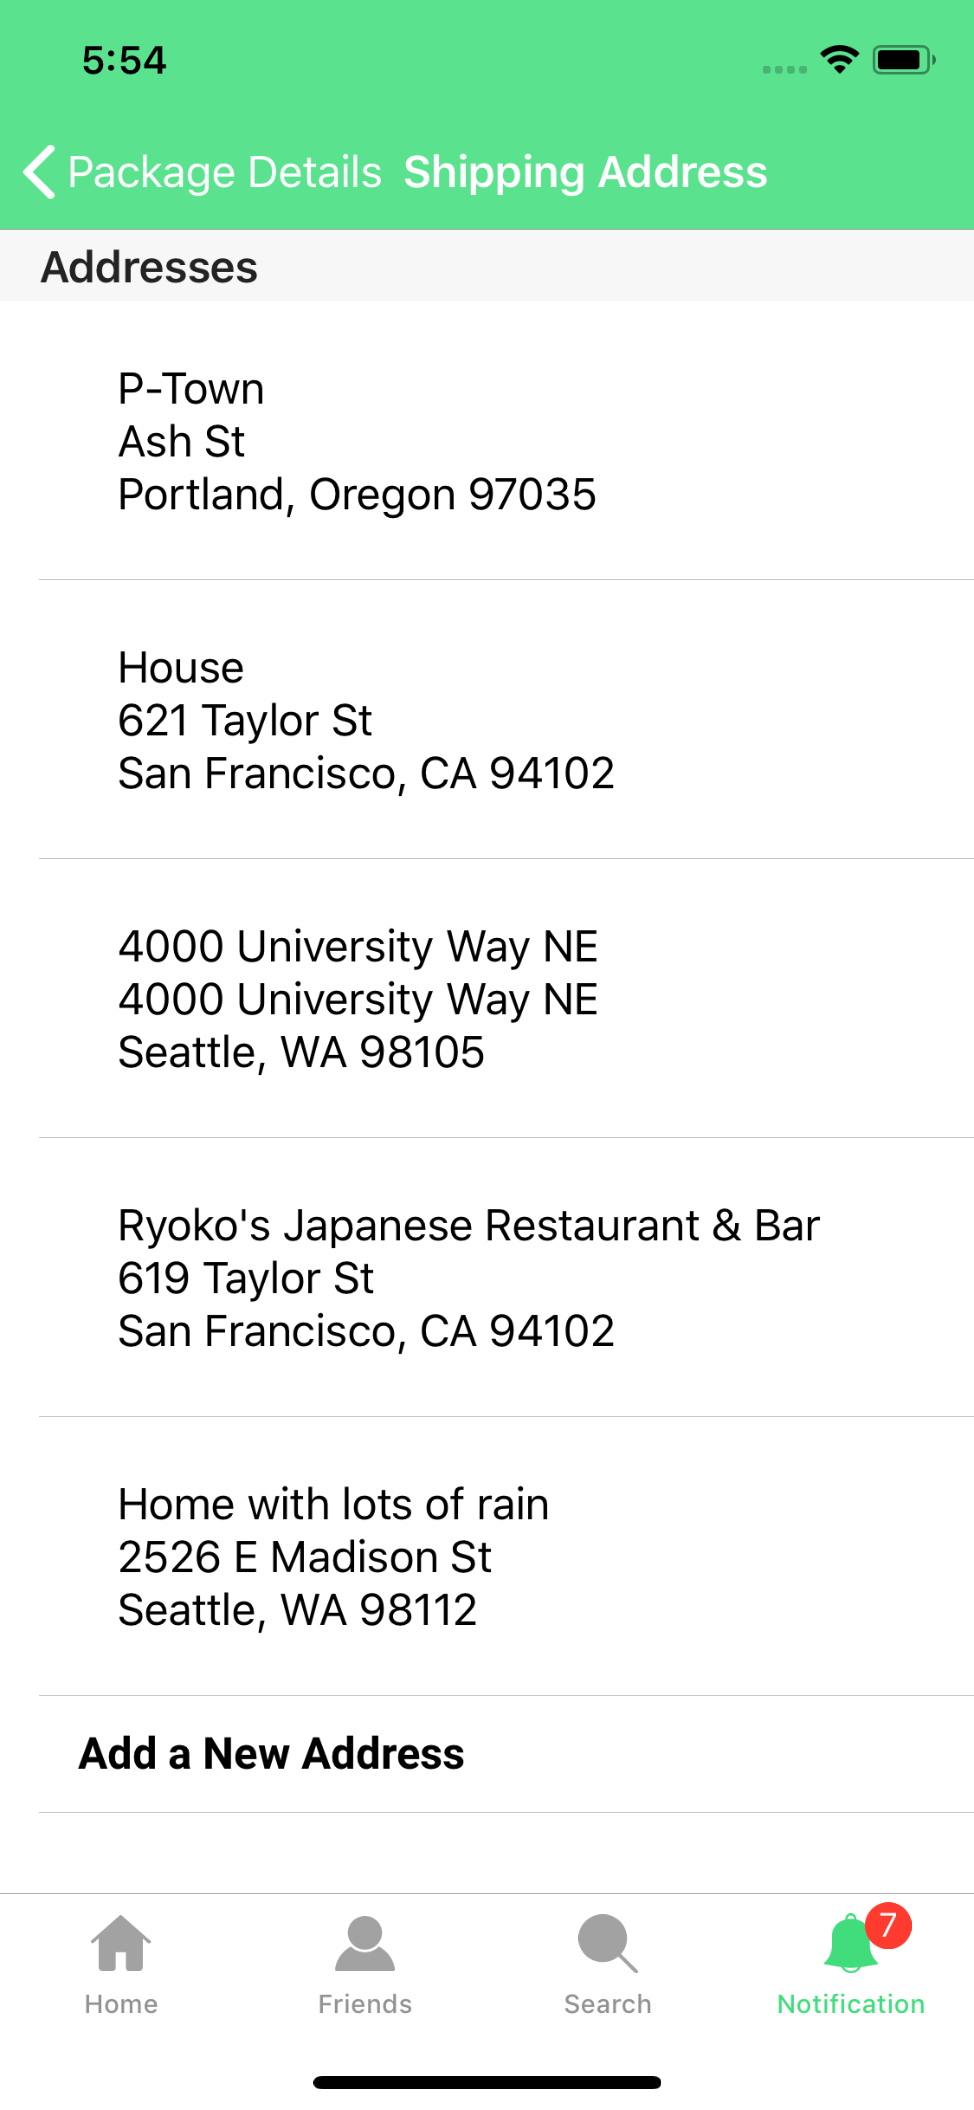 5:54
Package Details Shipping Address
Addresses
P-Town
Ash St
Portland, Oregon 97035
House
621 Taylor St
San Francisco, CA 94102
4000 University Way NE
4000 University Way NE
Seattle, WA 98105
Ryoko's Japanese Restaurant & Bar
619 Taylor St
San Francisco, CA 94102
Home with lots of rain
2526 E Madison St
Seattle, WA 98112
Add a New Address
7
Home Friends Search Notification